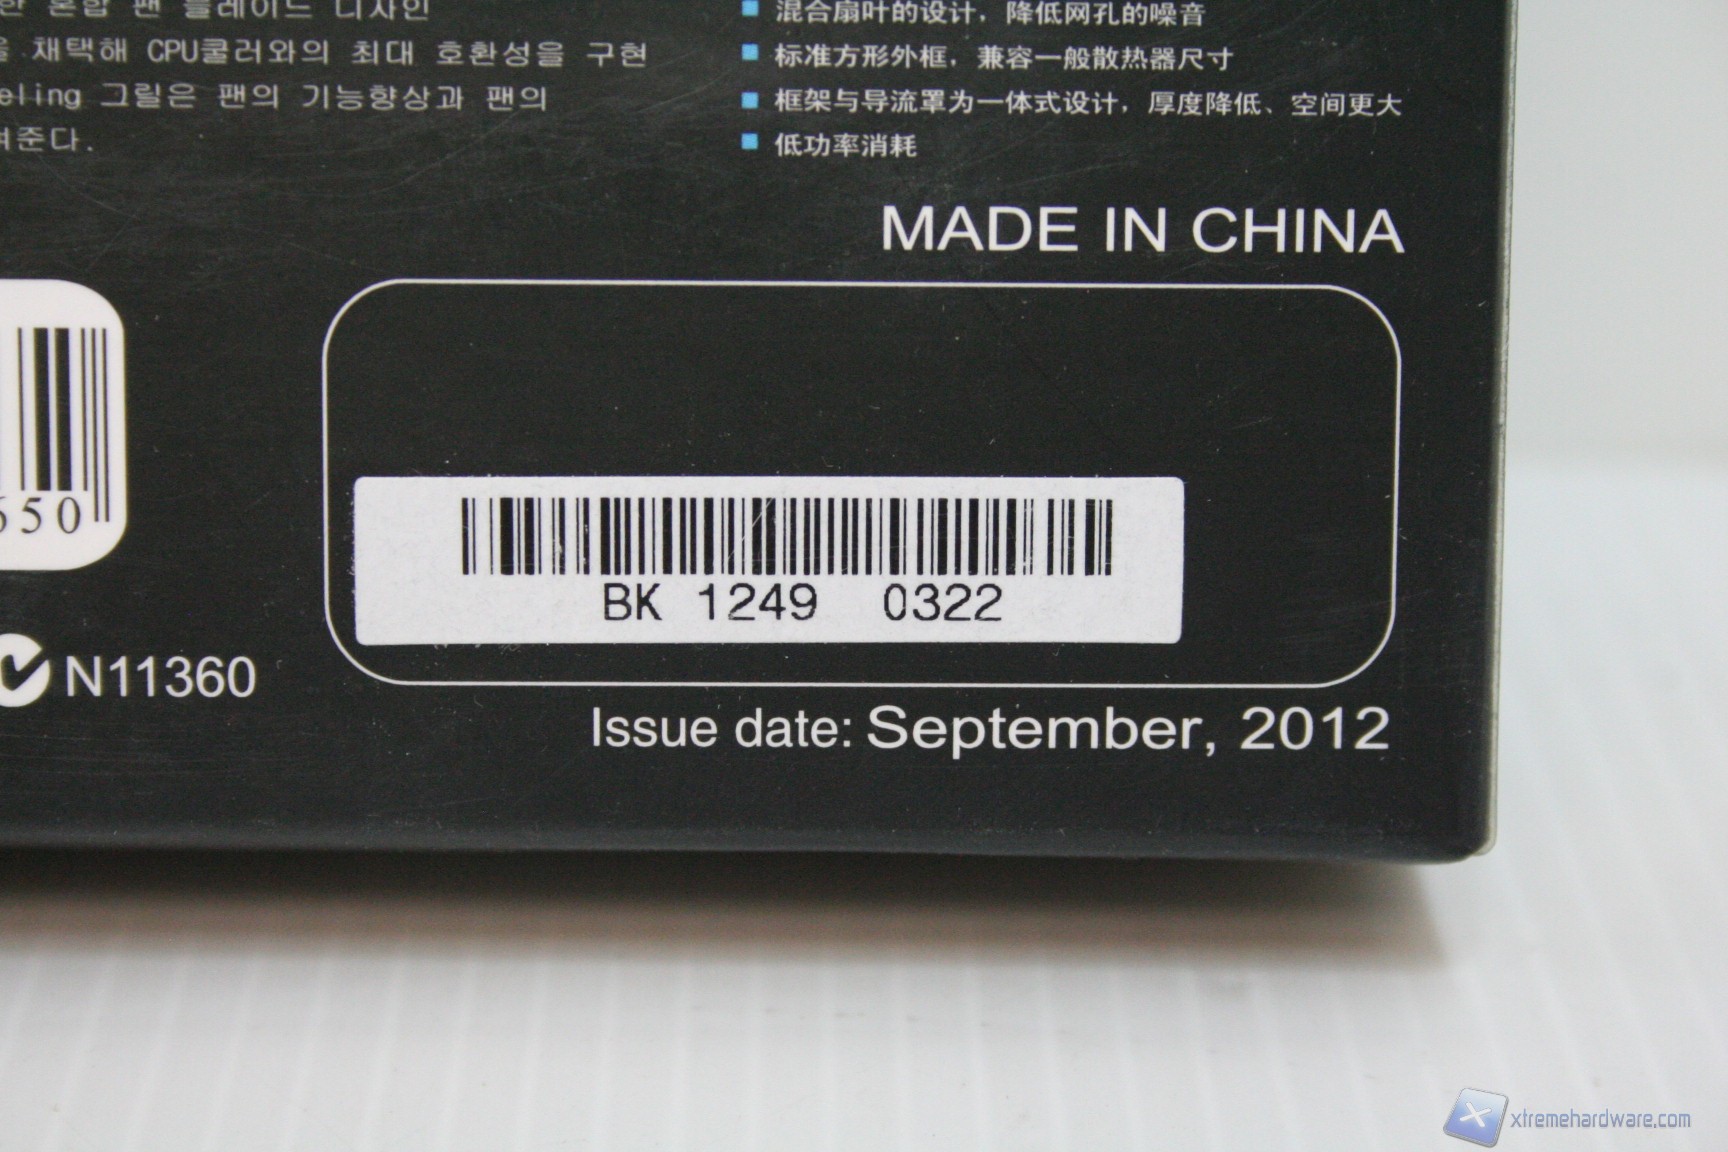 한 혼합 팬 블레이드 디자인
을 채택해 CPU쿨러와의 최대 호환성을 구현
eling 그릴은 팬의 기능향상과 팬의
여준다.
混合扇叶的设计，降低网孔的噪音
标准方形外框，兼容一般散热器尺寸
框架与导流罩为一体式设计，厚度降低、空间更大
低功率消耗
MADE IN CHINA
650
BK 1249 0322
N11360
Issue date: September, 2012
xtremehardware.com